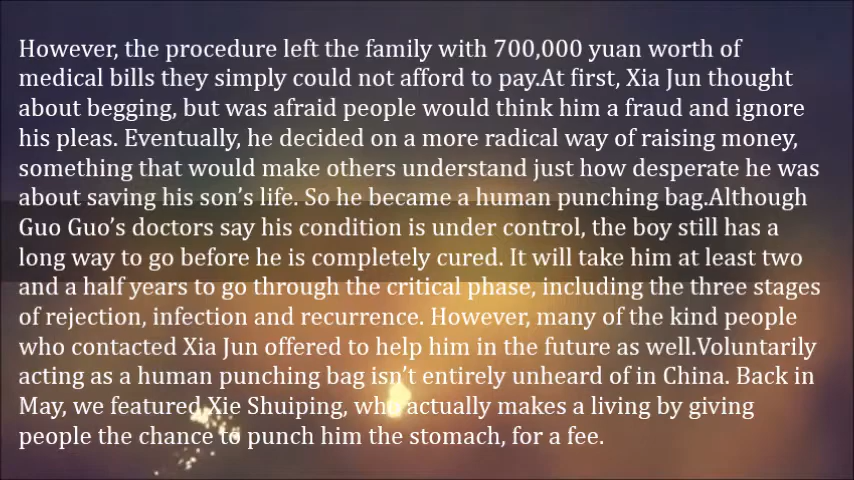 However, the procedure left the family with 700,000 yuan worth of
medical bills they simply could not afford to pay.At first, Xia Jun thought
about begging, but was afraid people would think him a fraud and ignore
his pleas. Eventually, he decided on a more radical way of raising money,
something that would make others understand just how desperate he was
about saving his son’s life. So he became a human punching bag.Although
Guo Guo’s doctors say his condition is under control, the boy still has a
long way to go before he is completely cured. It will take him at least two
and a half years to go through the critical phase, including the three stages
of rejection, infection and recurrence. However, many of the kind people
who contacted Xia Jun offered to help him in the future as well.Voluntarily
acting as a human punching bag isn’t entirely unheard of in China. Back in
May, we featured Xie Shuiping, who actually makes a living by giving
people the chance to punch him the stomach, for a fee.